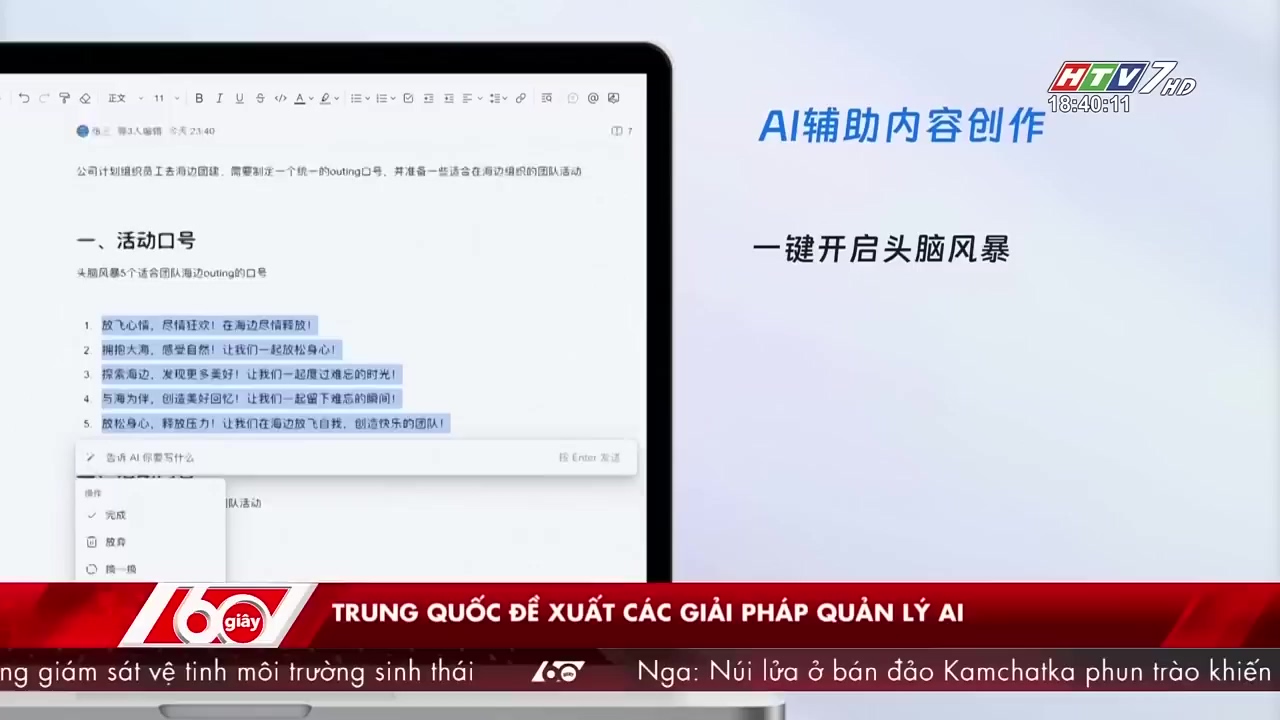 HTV7 HD
18:40:11
AI辅助内容创作
一键开启头脑风暴
正文 11 B I U S A
张三 等3人编辑 今天 23:40 7
公司计划组织员工去海边团建，需要制定一个统一的outing口号，并准备一些适合在海边组织的团队活动
一、活动口号
头脑风暴5个适合团队海边outing的口号
1. 放飞心情，尽情狂欢！在海边尽情释放！
2. 拥抱大海，感受自然！让我们一起放松身心！
3. 探索海边，发现更多美好！让我们一起度过难忘的时光！
4. 与海为伴，创造美好回忆！让我们一起留下难忘的瞬间！
5. 放松身心，释放压力！让我们在海边放飞自我，创造快乐的团队！
告诉 AI 你要写什么 按 Enter 发送
操作
队活动
完成
放弃
换一换
60 giây
TRUNG QUỐC ĐỀ XUẤT CÁC GIẢI PHÁP QUẢN LÝ AI
ng giám sát vệ tinh môi trường sinh thái 60 Nga: Núi lửa ở bán đảo Kamchatka phun trào khiến